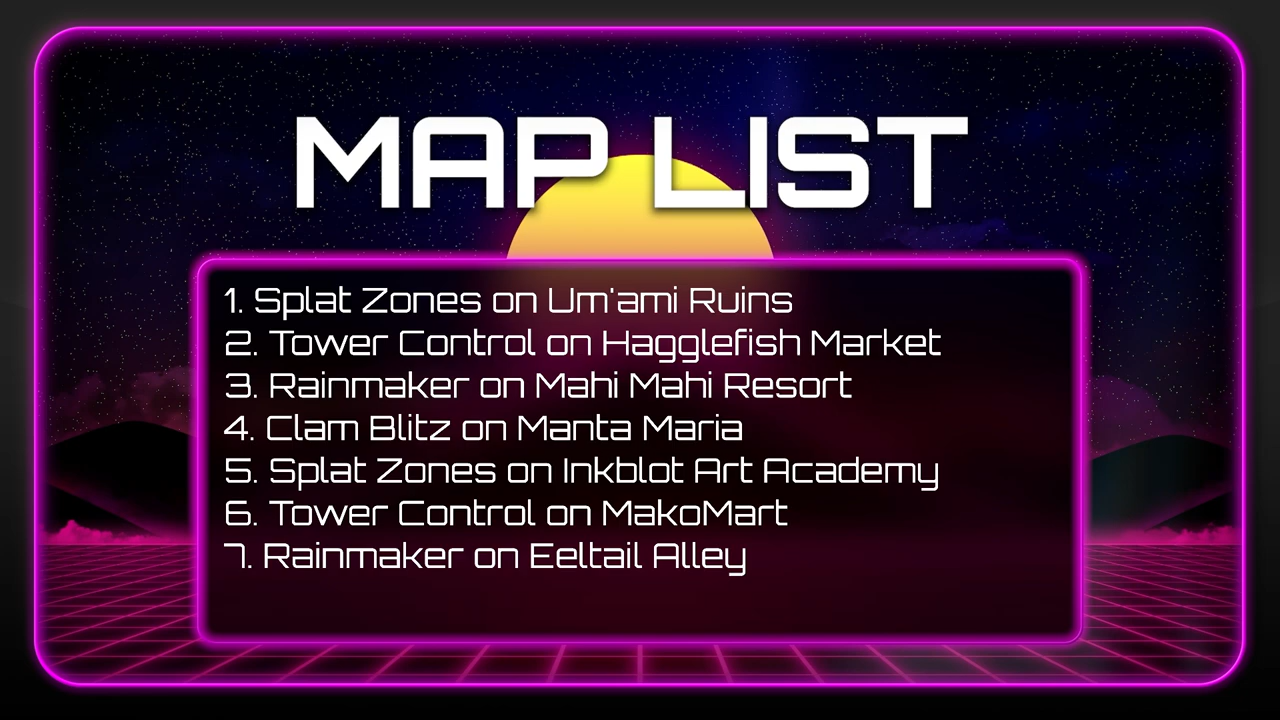 MAP LIST
1. Splat Zones on Um'ami Ruins
2. Tower Control on Hagglefish Market
3. Rainmaker on Mahi Mahi Resort
4. Clam Blitz on Manta Maria
5. Splat Zones on Inkblot Art Academy
6. Tower Control on MakoMart
7. Rainmaker on Eeltail Alley